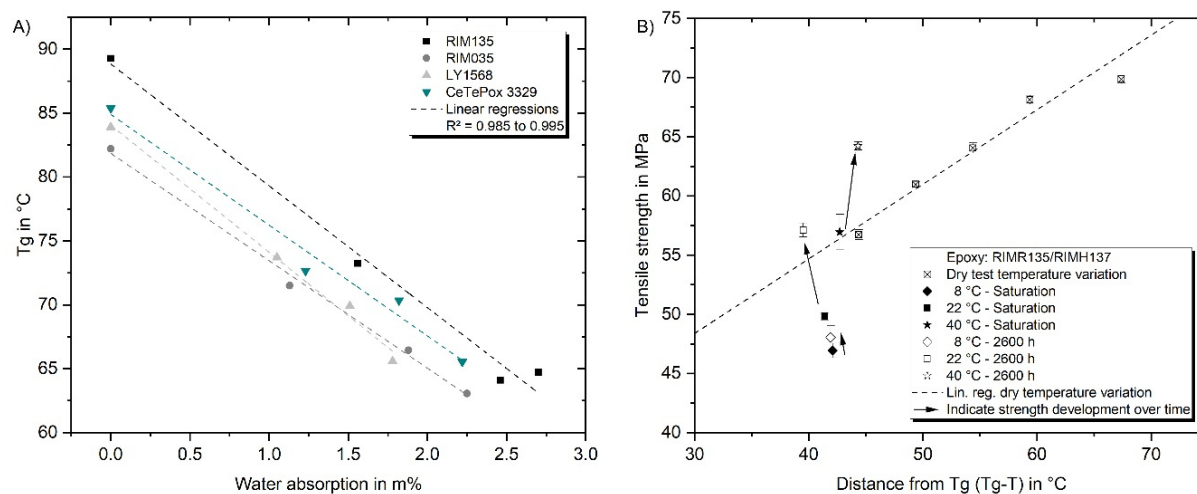 A)
RIM135
RIM035
LY1568
CeTePox 3329
Linear regressions
R² = 0.985 to 0.995
90
85
80
75
70
65
60
Tg in °C
0.0 0.5 1.0 1.5 2.0 2.5 3.0
Water absorption in m%
B)
75
70
65
60
55
50
45
40
Tensile strength in MPa
Epoxy: RIMR135/RIMH137
Dry test temperature variation
8 °C - Saturation
22 °C - Saturation
40 °C - Saturation
8 °C - 2600 h
22 °C - 2600 h
40 °C - 2600 h
Lin. reg. dry temperature variation
Indicate strength development over time
30 40 50 60 70
Distance from Tg (Tg-T) in °C